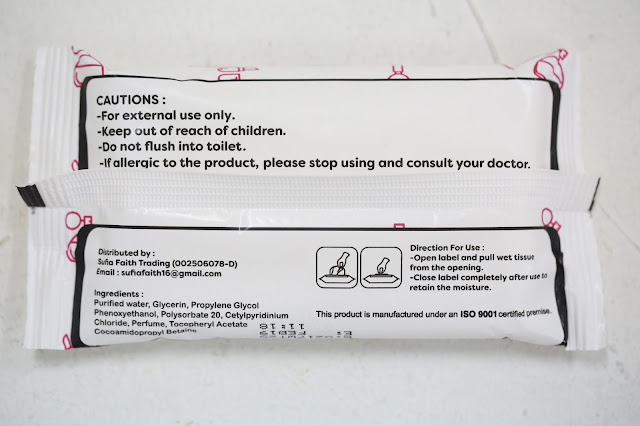 CAUTIONS :
-For external use only.
-Keep out of reach of children.
-Do not flush into toilet.
-If allergic to the product, please stop using and consult your doctor.
Distributed by :
Sufia Faith Trading (002506078-D)
Email : sufiafaith16@gmail.com
Ingredients :
Purified water, Glycerin, Propylene Glycol
Phenoxyethanol, Polysorbate 20, Cetylpyridinium
Chloride, Perfume, Tocopheryl Acetate
Cocoamidopropyl Betaine
Direction For Use :
-Open label and pull wet tissue
from the opening.
-Close label completely after use to
retain the moisture.
This product is manufactured under an ISO 9001 certified premise.